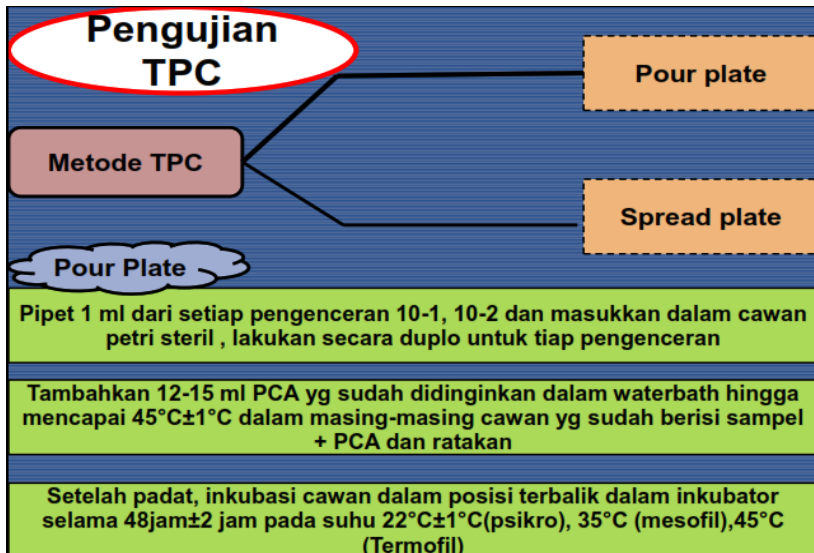 Pengujian
TPC
Pour plate
Metode TPC
Spread plate
Pour Plate
Pipet 1 ml dari setiap pengenceran 10-1, 10-2 dan masukkan dalam cawan
petri steril , lakukan secara duplo untuk tiap pengenceran
Tambahkan 12-15 ml PCA yg sudah didinginkan dalam waterbath hingga
mencapai 45°C±1°C dalam masing-masing cawan yg sudah berisi sampel
+ PCA dan ratakan
Setelah padat, inkubasi cawan dalam posisi terbalik dalam inkubator
selama 48jam±2 jam pada suhu 22°C±1°C(psikro), 35°C (mesofil),45°C
(Termofil)